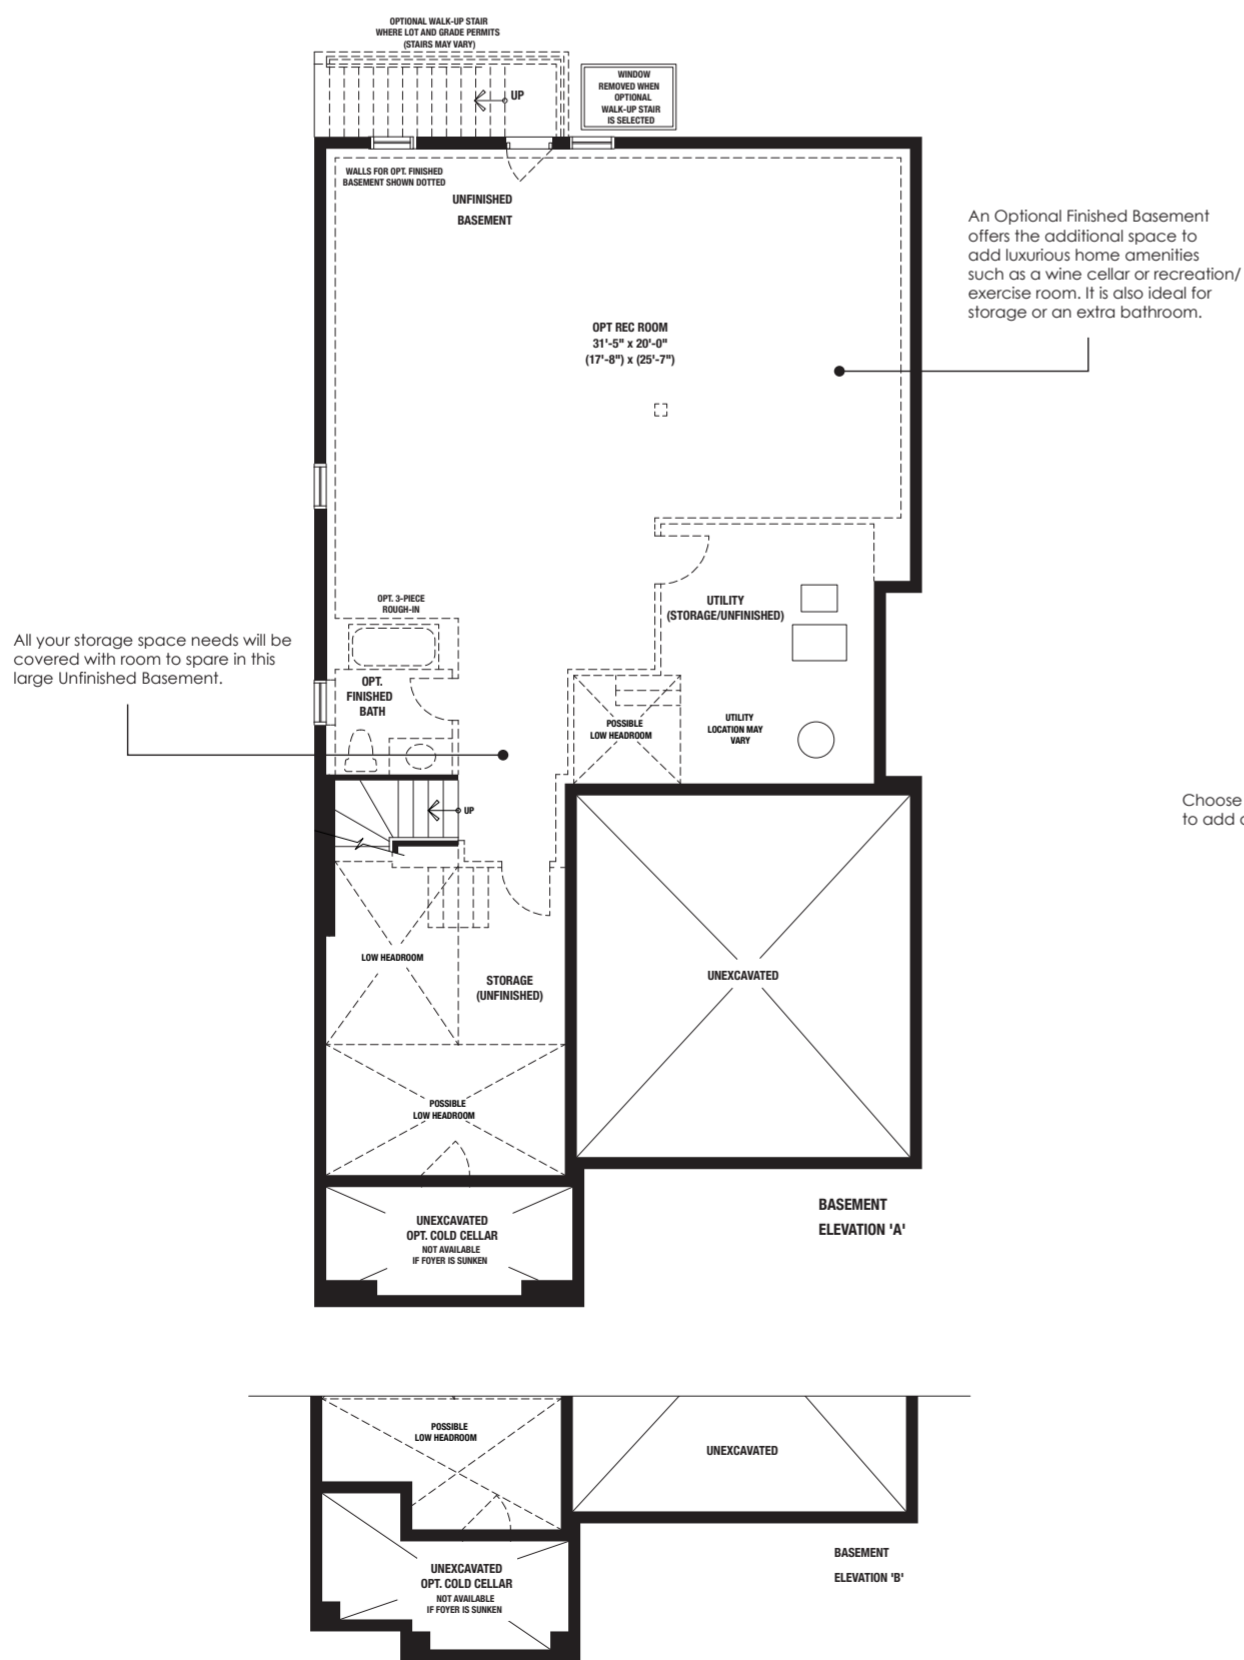 OPTIONAL WALK-UP STAIR
WHERE LOT AND GRADE PERMITS
(STAIRS MAY VARY)
UP
WINDOW
REMOVED WHEN
OPTIONAL
WALK-UP STAIR
IS SELECTED
WALLS FOR OPT. FINISHED
BASEMENT SHOWN DOTTED
UNFINISHED
BASEMENT
An Optional Finished Basement
offers the additional space to
add luxurious home amenities
such as a wine cellar or recreation/
exercise room. It is also ideal for
storage or an extra bathroom.
OPT REC ROOM
31'-5" x 20'-0"
(17'-8") x (25'-7")
OPT. 3-PIECE
ROUGH-IN
UTILITY
(STORAGE/UNFINISHED)
All your storage space needs will be
covered with room to spare in this
large Unfinished Basement.
OPT.
FINISHED
BATH
POSSIBLE
LOW HEADROOM
UTILITY
LOCATION MAY
VARY
UP
Choose
to add
LOW HEADROOM
STORAGE
(UNFINISHED)
UNEXCAVATED
POSSIBLE
LOW HEADROOM
UNEXCAVATED
OPT. COLD CELLAR
NOT AVAILABLE
IF FOYER IS SUNKEN
BASEMENT
ELEVATION 'A'
POSSIBLE
LOW HEADROOM
UNEXCAVATED
UNEXCAVATED
OPT. COLD CELLAR
NOT AVAILABLE
IF FOYER IS SUNKEN
BASEMENT
ELEVATION 'B'